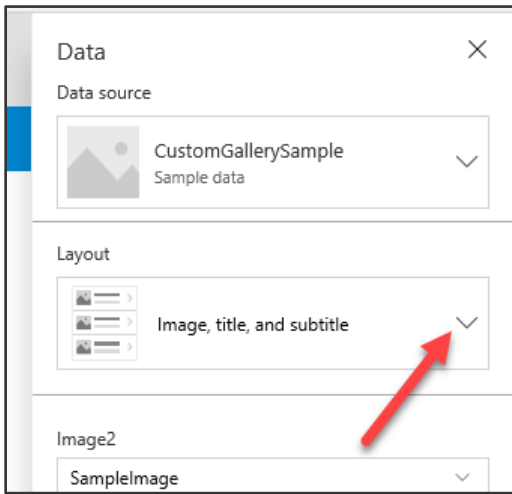 Data
Data source
CustomGallerySample
Sample data
Layout
Image, title, and subtitle
Image2
SampleImage